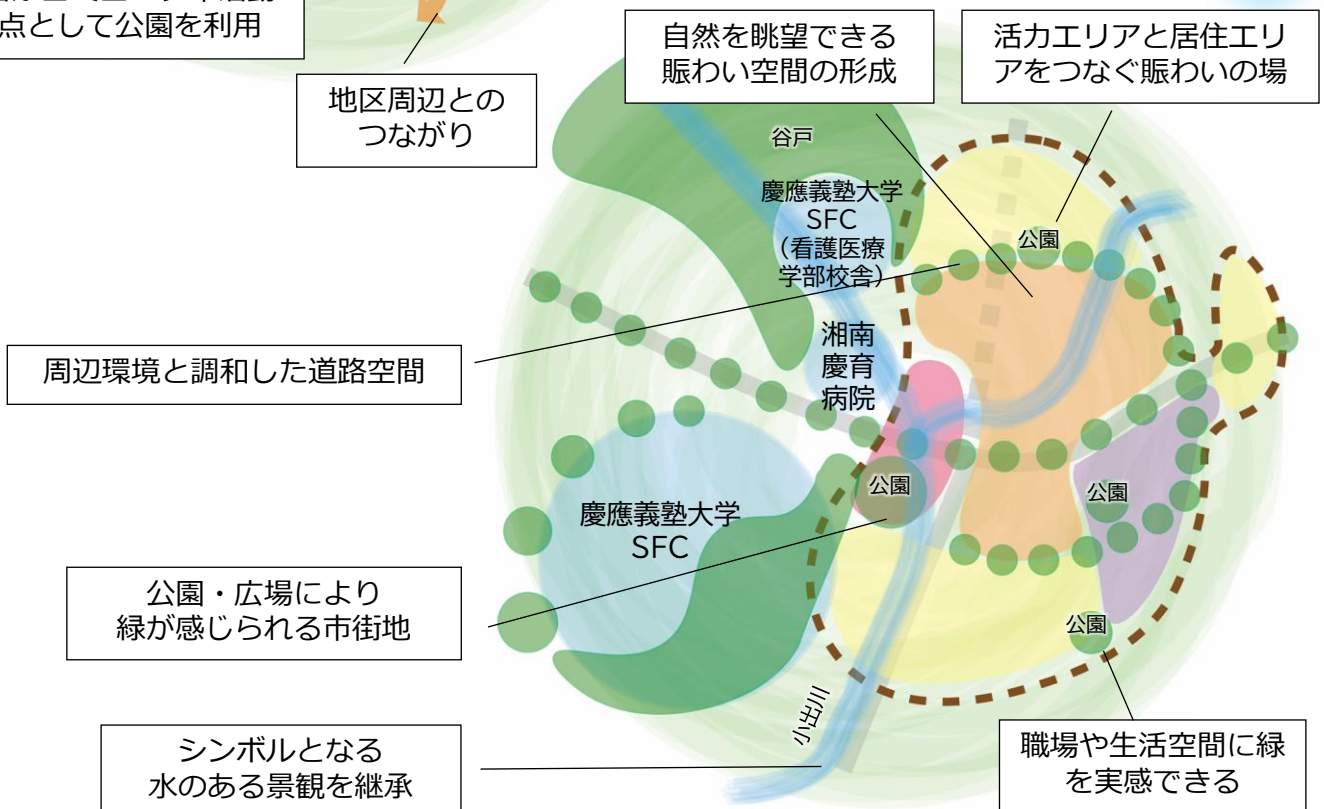 点として公園を利用
地区周辺との
つながり
自然を眺望できる
賑わい空間の形成
活力エリアと居住エリ
アをつなぐ賑わいの場
谷戸
慶應義塾大学
SFC
（看護医療
学部校舎）
公園
湘南
慶育
病院
周辺環境と調和した道路空間
公園
公園
慶應義塾大学
SFC
公園・広場により
緑が感じられる市街地
公園
小出川
シンボルとなる
水のある景観を継承
職場や生活空間に緑
を実感できる